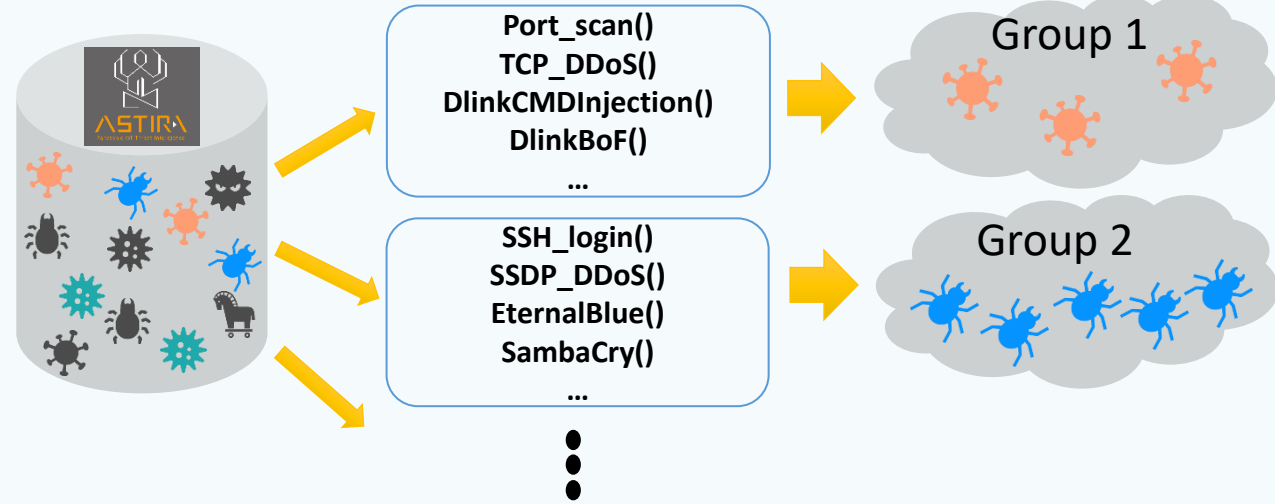 ASTIRA
Port_scan()
TCP_DDoS()
DlinkCMDInjection()
DlinkBoF()
...
Group 1
SSH_login()
SSDP_DDoS()
EternalBlue()
SambaCry()
...
Group 2